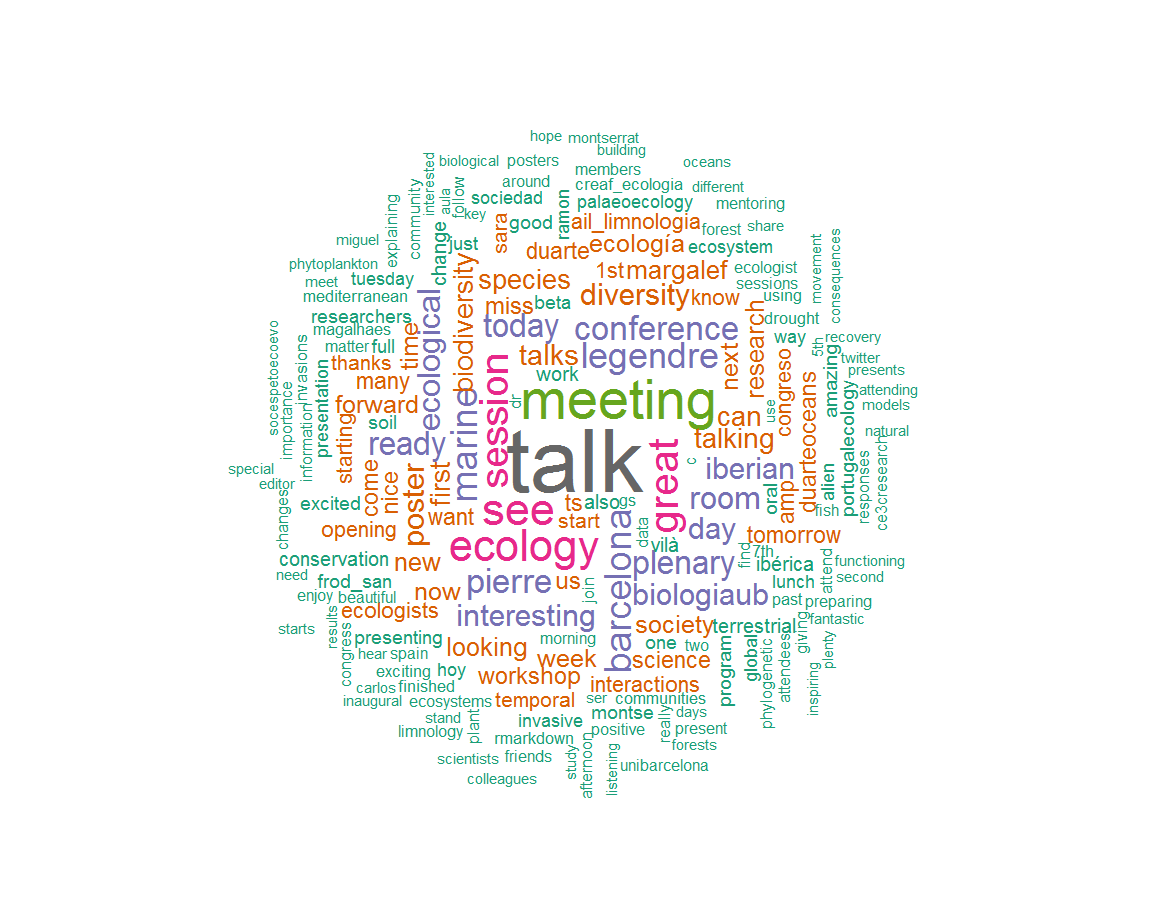 hope
montserrat
building
oceans
biological
posters
members
interested
community
explaining
aula
follow
key
around
sociedad
creaf_ecologia
different
palaeoecology
mentoring
ramon
good
ail_limnologia
forest
share
sara
just
change
miguel
duarte
ecología
ecosystem
phytoplankton
meet
tuesday
mediterranean
biodiversity
species
1st
margalef
ecologist
sessions
using
movement
consequences
researchers
magalhaes
matter
full
ecological
miss
beta
diversity
know
drought
way
5th
recovery
twitter
presents
socespetoecoevo
importance
invasions
information
presentation
thanks
time
many
forward
today
conference
talks
legendre
work
next
research
congreso
duarteoceans
amazing
portugalecology
attending
models
natural
starting
soil
ready
marine
session
dr
meeting
can
talking
use
special
editor
changes
excited
come
nice
poster
first
want
talk
great
c
iberian
room
oral
amp
alien
fish
responses
ce3cresearch
opening
see
ts
also
gs
start
data
day
tomorrow
vilà
conservation
need
frod_san
enjoy
beautiful
new
ecology
barcelona
plenary
find
7th
ibérica
lunch
attend
functioning
second
now
pierre
us
join
biologiaub
past
preparing
fantastic
starts
results
congress
ecologists
interesting
society
terrestrial
giving
plenty
presenting
hear
spain
looking
morning
one
two
program
global
phylogenetic
attendees
inspiring
exciting
hoy
week
science
carlos
finished
workshop
interactions
inaugural
ecosystems
temporal
ser
communities
stand
limnology
plant
invasive
montse
days
really
positive
present
rmarkdown
forests
scientists
friends
study
afternoon
listening
unibarcelona
colleagues